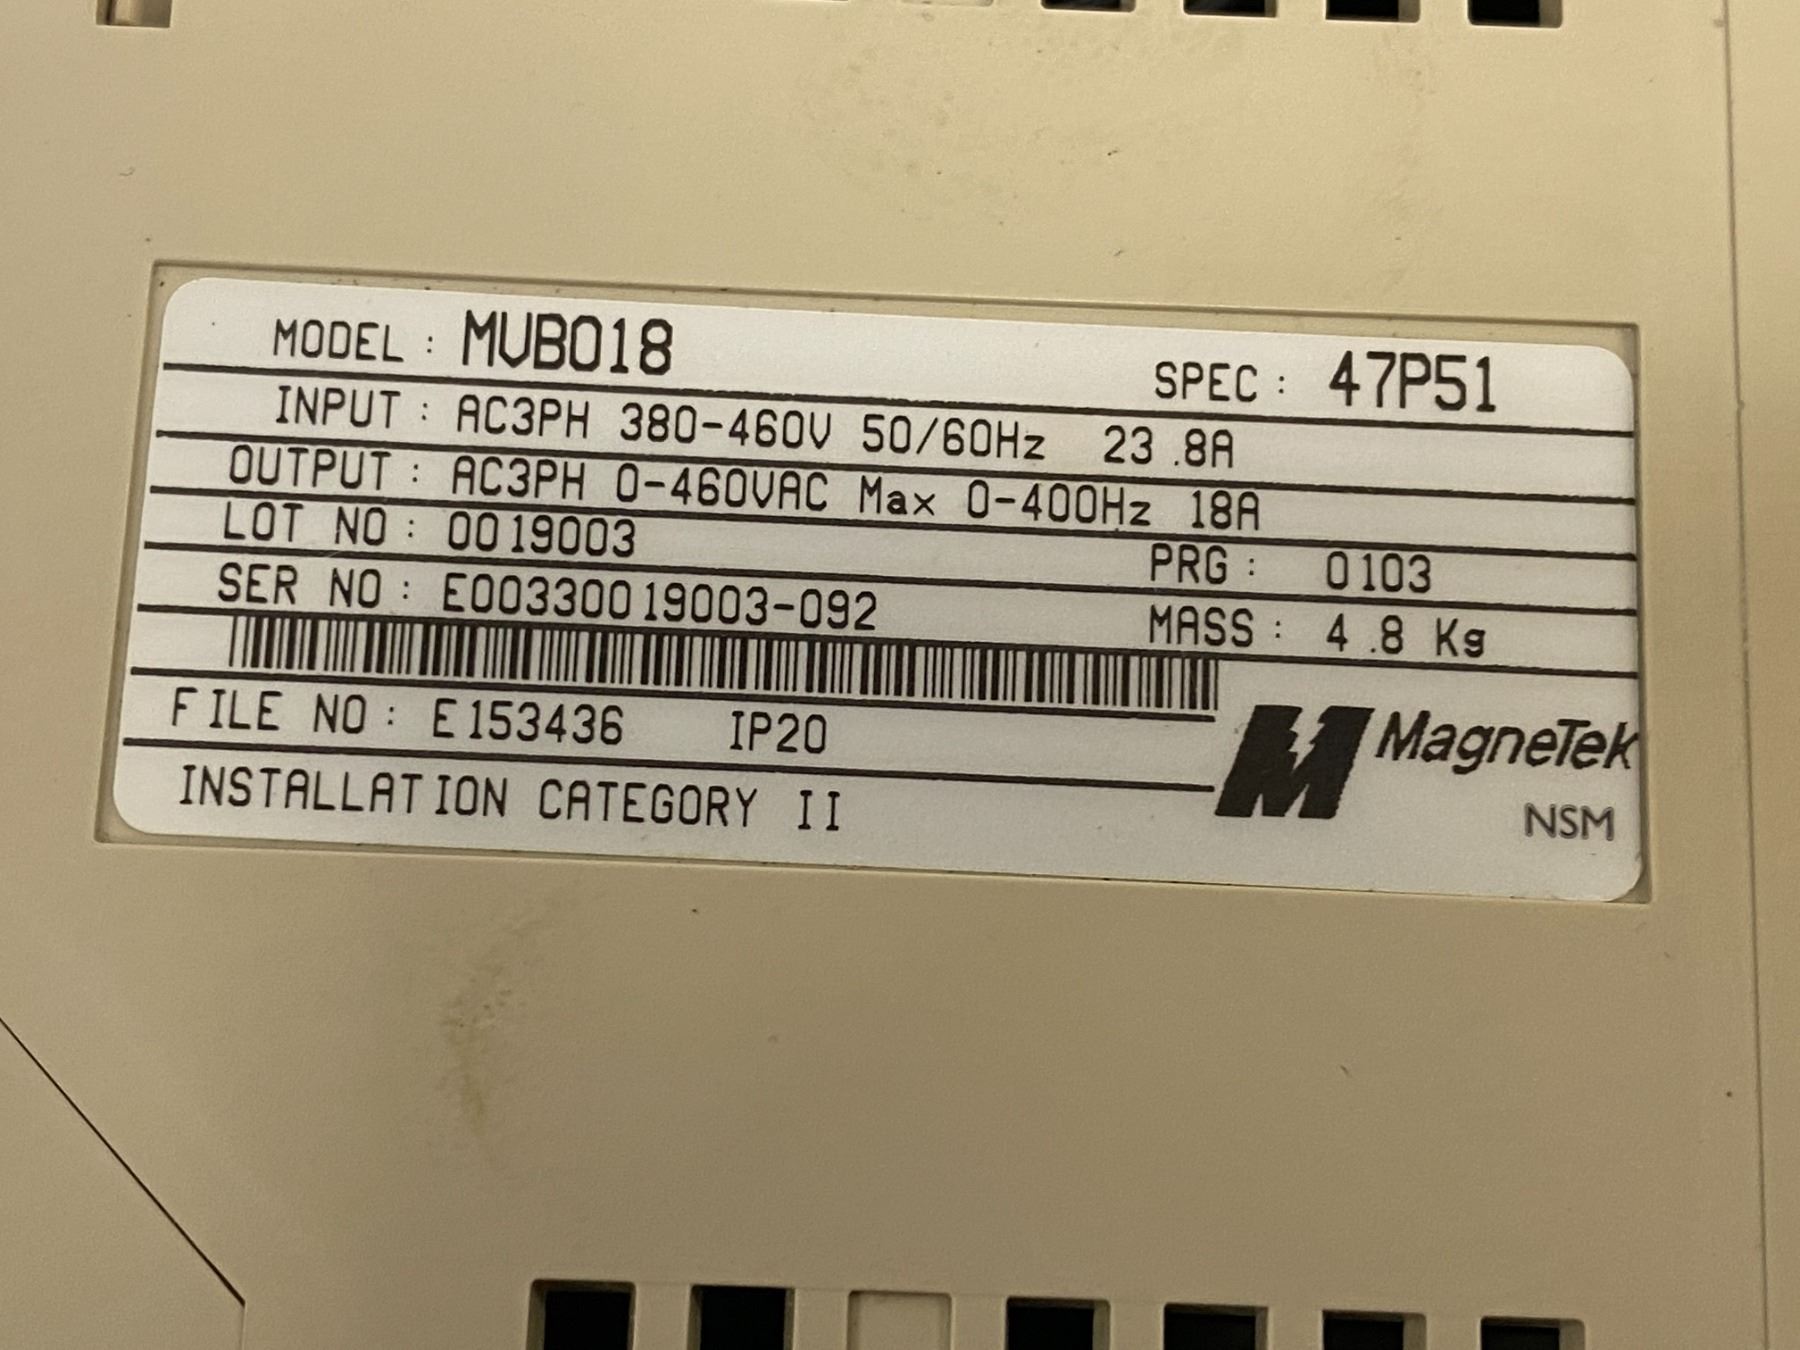 MODEL : MVB018 SPEC : 47P51
INPUT : AC3PH 380-460V 50/60Hz 23.8A
OUTPUT : AC3PH 0-460VAC Max 0-400Hz 18A
LOT NO : 0019003 PRG : 0103
SER NO : E00330019003-092 MASS : 4.8 Kg
FILE NO : E153436 IP20
INSTALLATION CATEGORY II
MagneTek
NSM